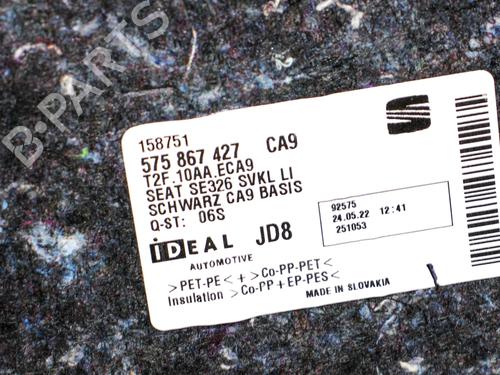 B-PARTS
158751
575 867 427 CA9
T2F.10AA.ECA9
SEAT SE326 SVKL LI
SCHWARZ CA9 BASIS
Q-ST: 06S
iDEAL JD8
AUTOMOTIVE
92575
24.05.22 12:41
251053
>PET-PE< + >Co-PP-PET<
Insulation >Co-PP + EP-PES<
MADE IN SLOVAKIA